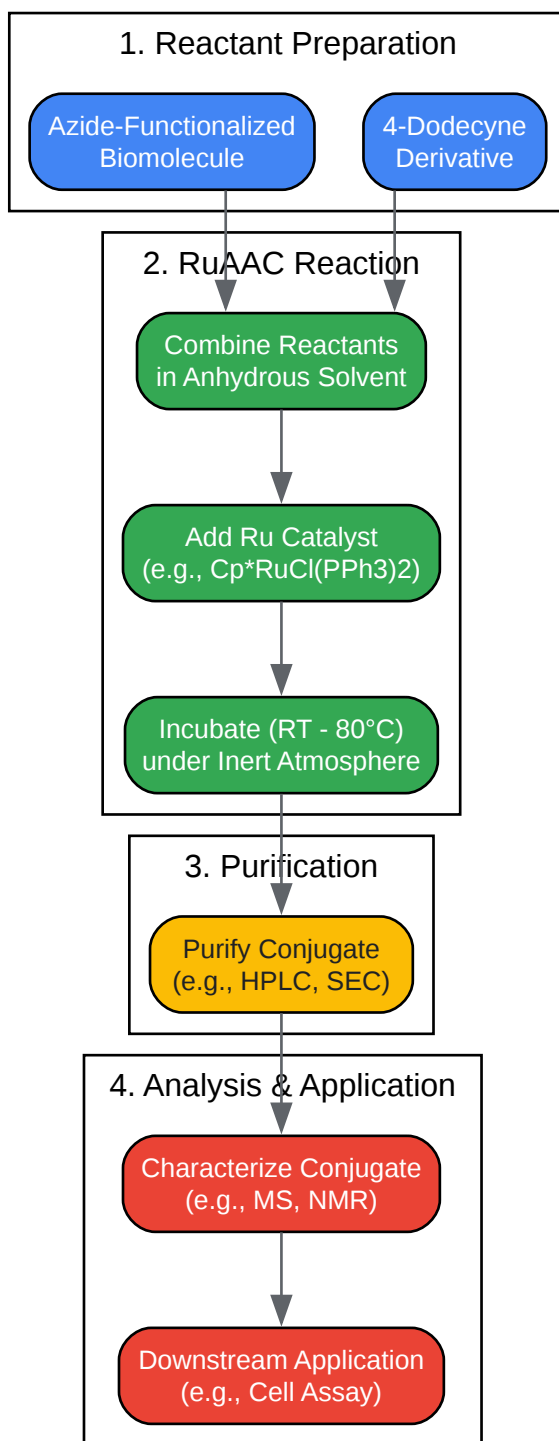 1. Reactant Preparation
Azide-Functionalized
Biomolecule
4-Dodecyne
Derivative
2. RuAAC Reaction
Combine Reactants
in Anhydrous Solvent
Add Ru Catalyst
(e.g., Cp*RuCl(PPh3)2)
Incubate (RT - 80°C)
under Inert Atmosphere
3. Purification
Purify Conjugate
(e.g., HPLC, SEC)
4. Analysis & Application
Characterize Conjugate
(e.g., MS, NMR)
Downstream Application
(e.g., Cell Assay)